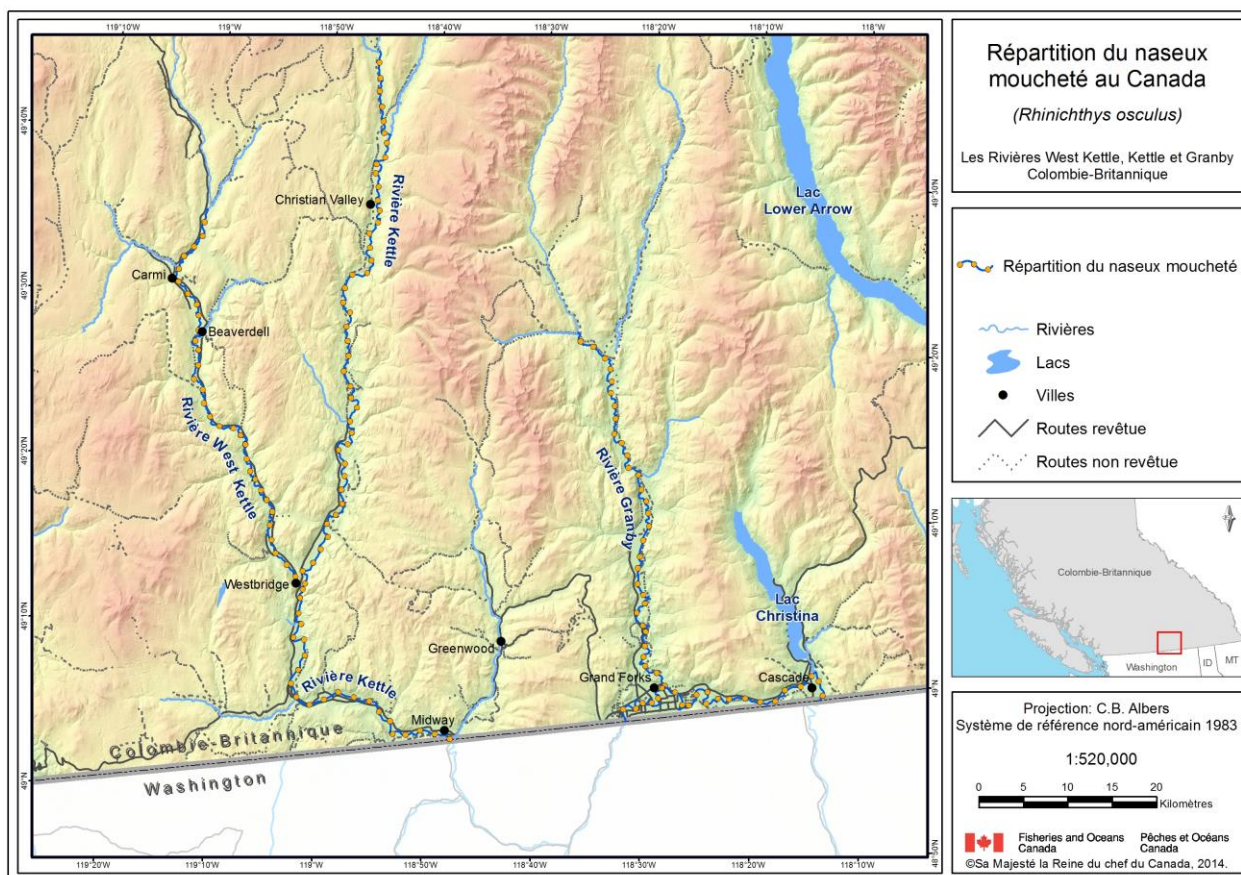 119°10'W 119°W 118°50'W 118°40'W 118°30'W 118°20'W 118°10'W 118°W
49°40'N
49°30'N
49°20'N
49°10'N
49°N
49°30'N
49°20'N
49°10'N
49°N
48°50'N
Christian Valley
Rivière Kettle
Lac
Lower Arrow
Carmi
Beaverdell
Rivière West Kettle
Rivière Granby
Westbridge
Lac
Christina
Greenwood
Rivière Kettle
Grand Forks
Cascade
Midway
Colombie-Britannique
Washington
119°20'W 119°10'W 119°W 118°50'W 118°40'W 118°30'W 118°20'W 118°10'W
Répartition du naseux
moucheté au Canada
(Rhinichthys osculus)
Les Rivières West Kettle, Kettle et Granby
Colombie-Britannique
Répartition du naseux moucheté
Rivières
Lacs
Villes
Routes revêtue
Routes non revêtue
Colombie-Britannique
Washington
ID
MT
Projection: C.B. Albers
Système de référence nord-américain 1983
1:520,000
0 5 10 15 20
Kilomètres
Fisheries and Oceans
Canada
Pêches et Océans
Canada
©Sa Majesté la Reine du chef du Canada, 2014.